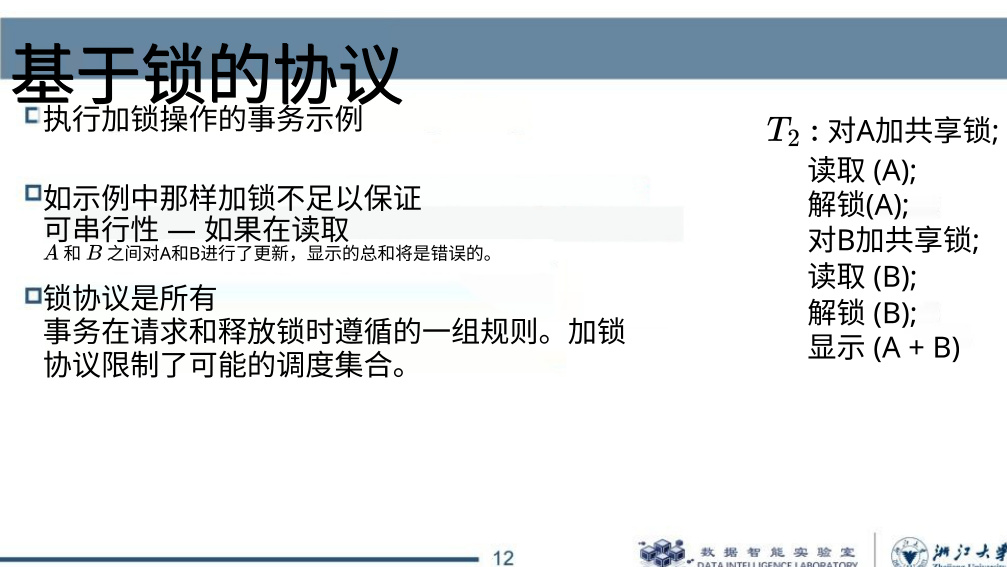 基于锁的协议
执行加锁操作的事务示例
如示例中那样加锁不足以保证
可串行性 — 如果在读取
A 和 B 之间对A和B进行了更新，显示的总和将是错误的。
锁协议是所有
事务在请求和释放锁时遵循的一组规则。加锁
协议限制了可能的调度集合。
T₂ : 对A加共享锁;
读取 (A);
解锁(A);
对B加共享锁;
读取 (B);
解锁 (B);
显示 (A + B)
12
数据智能实验室
DATA INTELLIGENCE LABORATORY
浙江大学
Zhejiang University